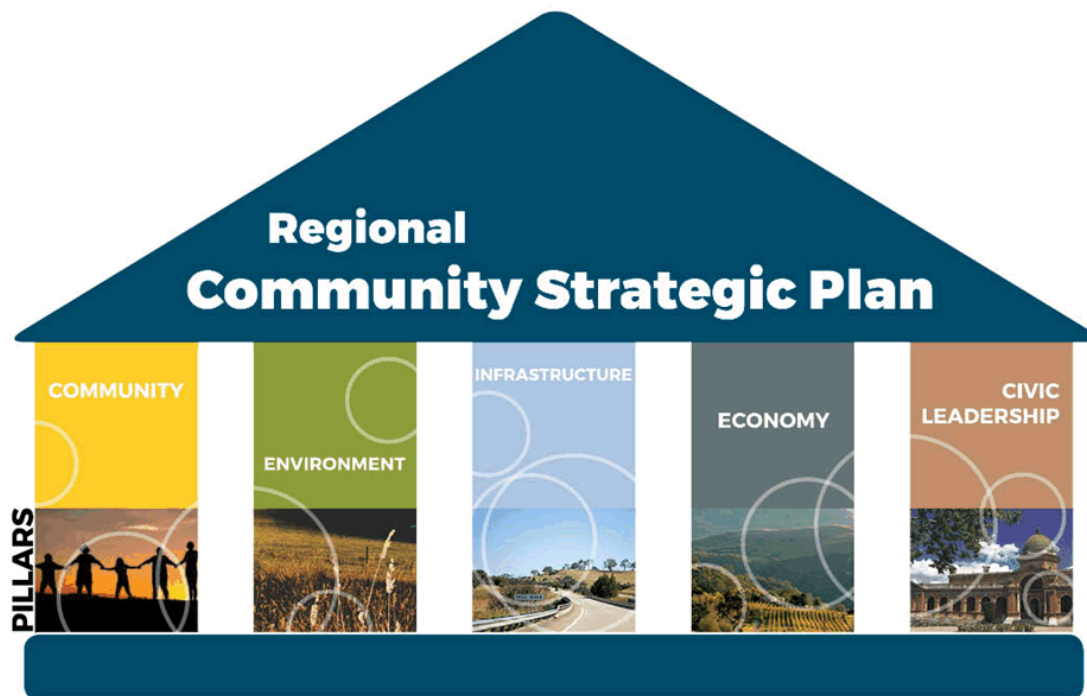 Regional
Community Strategic Plan
COMMUNITY
ENVIRONMENT
INFRASTRUCTURE
ECONOMY
CIVIC
LEADERSHIP
PILLARS